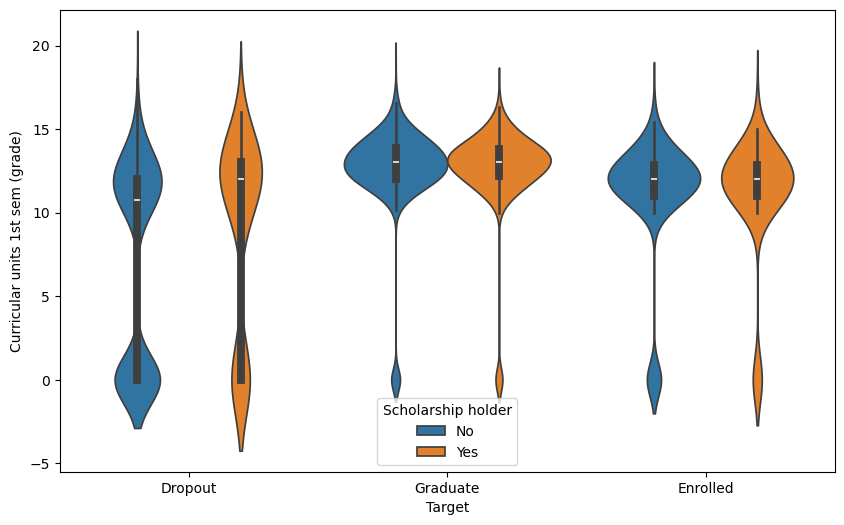 20
15
10
5
0
−5
Curricular units 1st sem (grade)
Scholarship holder
No
Yes
Dropout
Graduate
Enrolled
Target